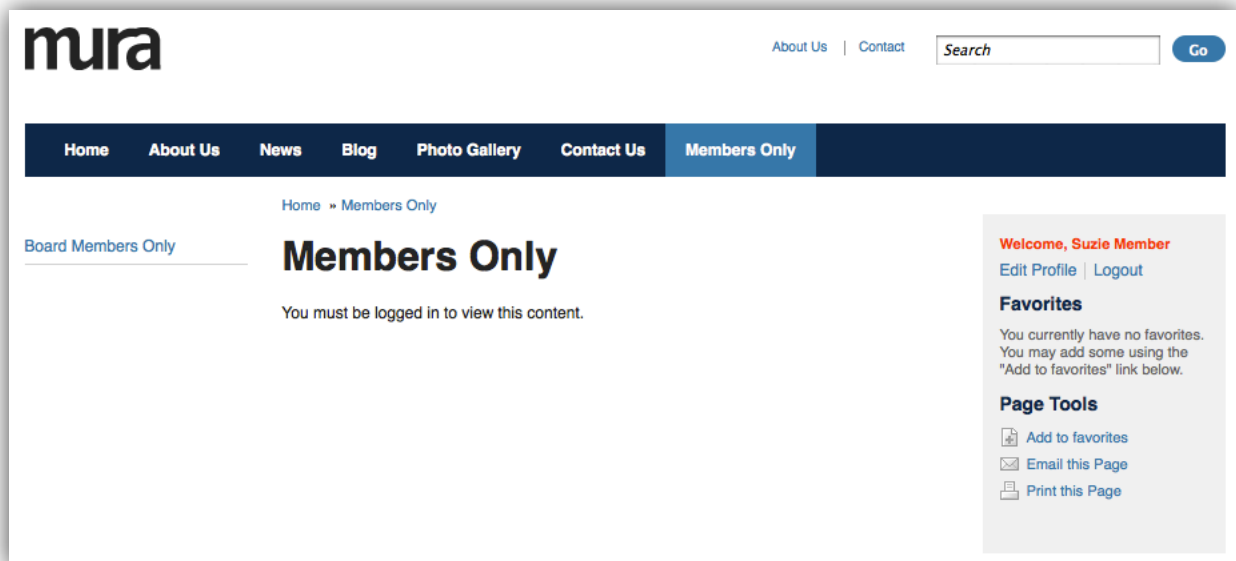 mura
About Us | Contact
Search
Go
Home About Us News Blog Photo Gallery Contact Us Members Only
Home » Members Only
Board Members Only
Members Only
You must be logged in to view this content.
Welcome, Suzie Member
Edit Profile | Logout
Favorites
You currently have no favorites.
You may add some using the
"Add to favorites" link below.
Page Tools
Add to favorites
Email this Page
Print this Page